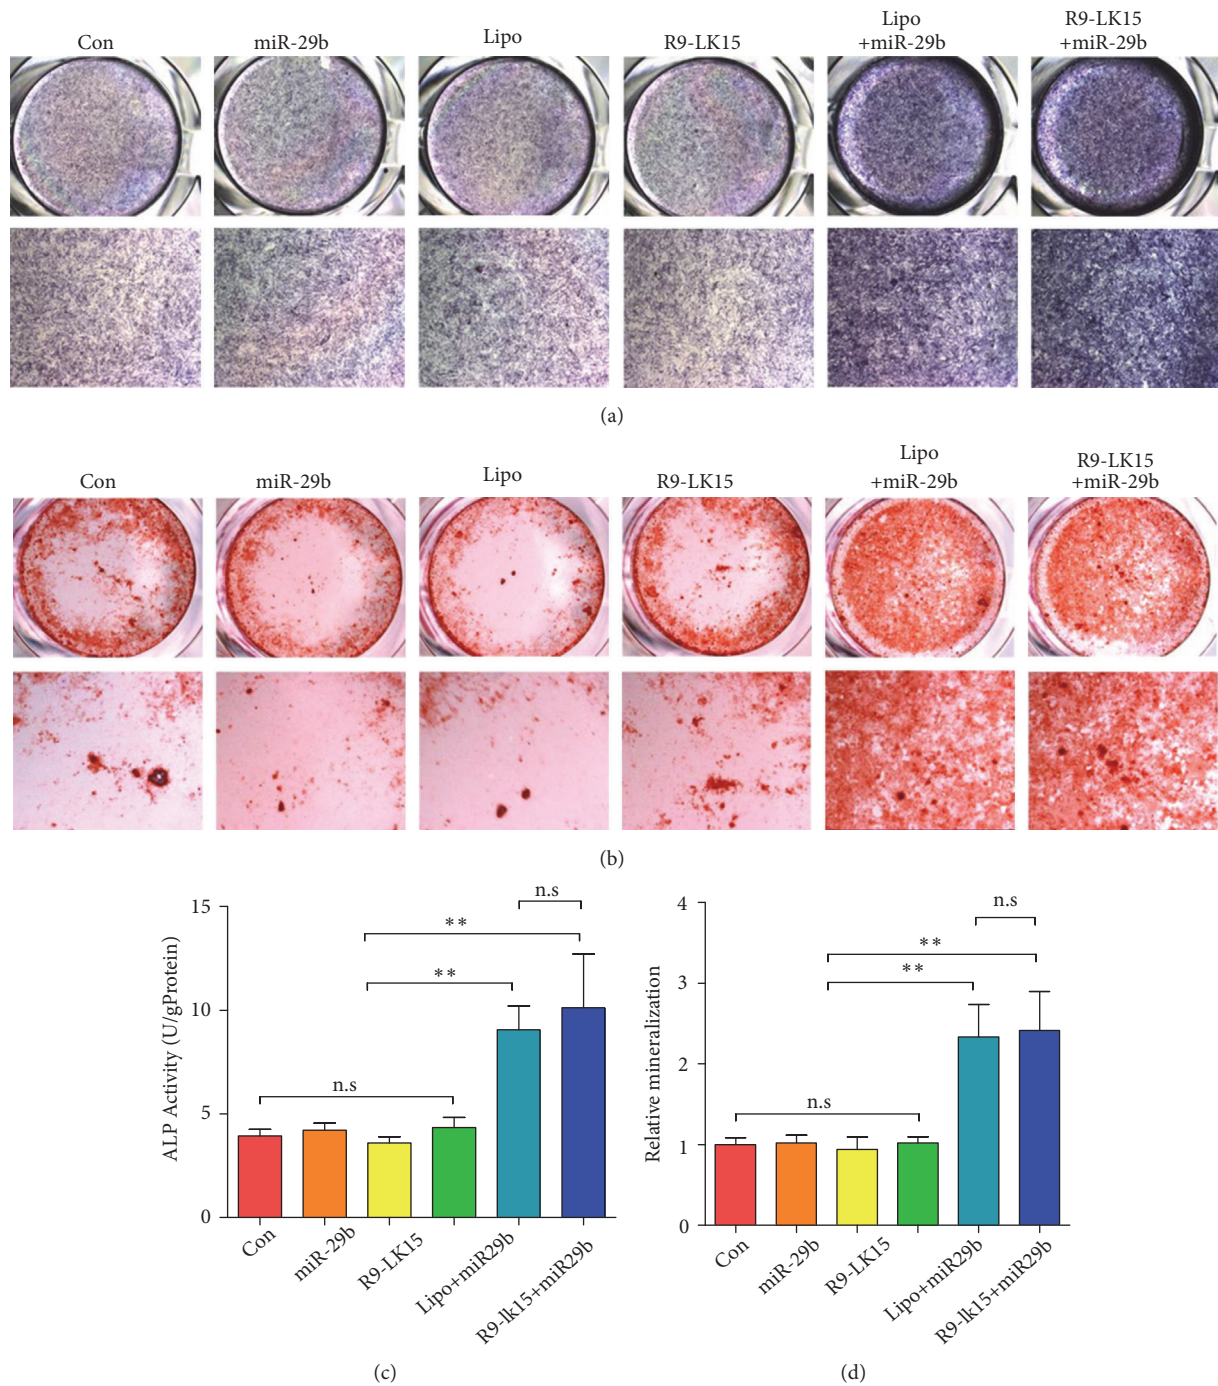 Con
miR-29b
Lipo
R9-LK15
Lipo
+miR-29b
R9-LK15
+miR-29b
(a)
Con
miR-29b
Lipo
R9-LK15
Lipo
+miR-29b
R9-LK15
+miR-29b
(b)
ALP Activity (U/gProtein)
15
10
5
0
n.s
**
**
n.s
Con
miR-29b
R9-LK15
Lipo+miR29b
R9-lk15+miR29b
(c)
Relative mineralization
4
3
2
1
0
n.s
**
**
n.s
Con
miR-29b
R9-LK15
Lipo+miR29b
R9-lk15+miR29b
(d)